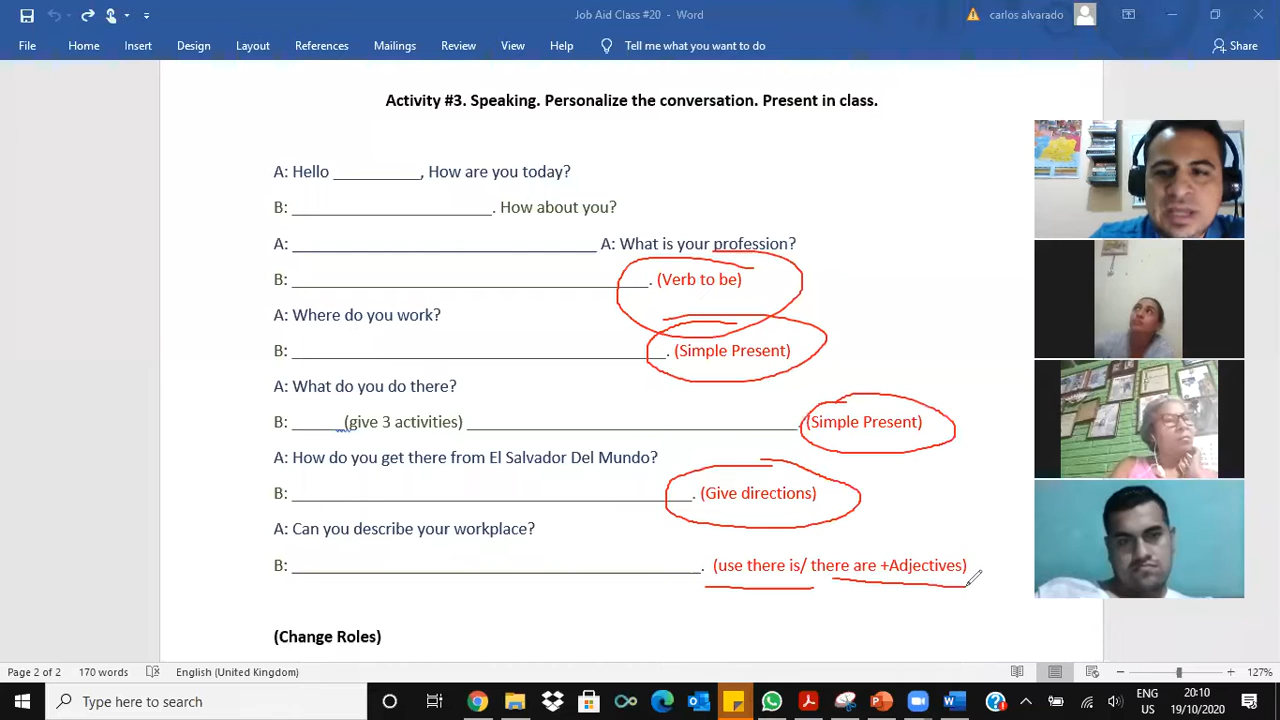 Job Aid Class #20 - Word
carlos alvarado
File Home Insert Design Layout References Mailings Review View Help Tell me what you want to do Share
Activity #3. Speaking. Personalize the conversation. Present in class.
A: Hello __________, How are you today?
B: _______________________. How about you?
A: ___________________________________ A: What is your profession?
B: _________________________________________. (Verb to be)
A: Where do you work?
B: ___________________________________________. (Simple Present)
A: What do you do there?
B: ______(give 3 activities) ______________________________________. (Simple Present)
A: How do you get there from El Salvador Del Mundo?
B: ______________________________________________. (Give directions)
A: Can you describe your workplace?
B: _______________________________________________. (use there is/ there are +Adjectives)
(Change Roles)
Page 2 of 2 170 words English (United Kingdom) 127%
Type here to search
ENG 20:10
US 19/10/2020